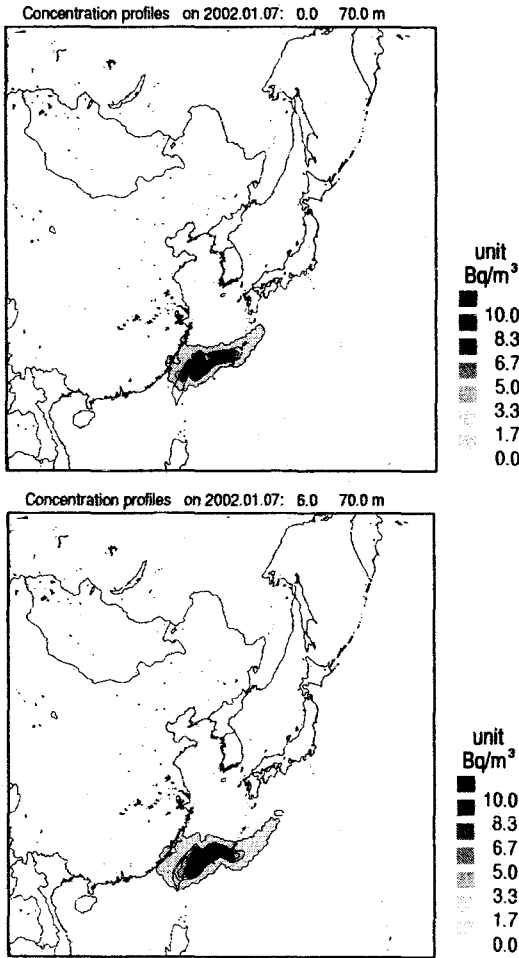 Concentration profiles on 2002.01.07: 0.0 70.0 m
unit
Bq/m³
10.0
8.3
6.7
5.0
3.3
1.7
0.0
Concentration profiles on 2002.01.07: 6.0 70.0 m
unit
Bq/m³
10.0
8.3
6.7
5.0
3.3
1.7
0.0